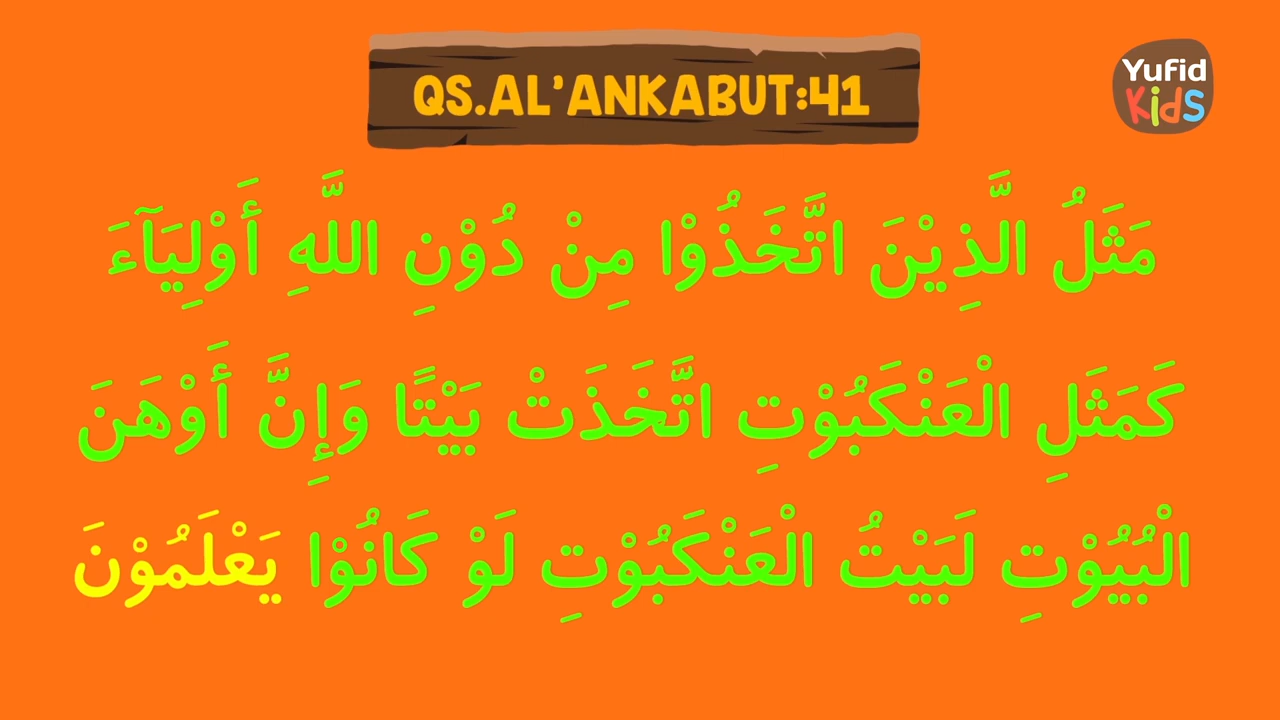 QS.AL'ANKABUT:41
Yufid
Kids
مَثَلُ الَّذِيْنَ اتَّخَذُوْا مِنْ دُوْنِ اللَّهِ أَوْلِيَآءَ
كَمَثَلِ الْعَنْكَبُوْتِ اتَّخَذَتْ بَيْتًا وَإِنَّ أَوْهَنَ
الْبُيُوْتِ لَبَيْتُ الْعَنْكَبُوْتِ لَوْ كَانُوْا يَعْلَمُوْنَ